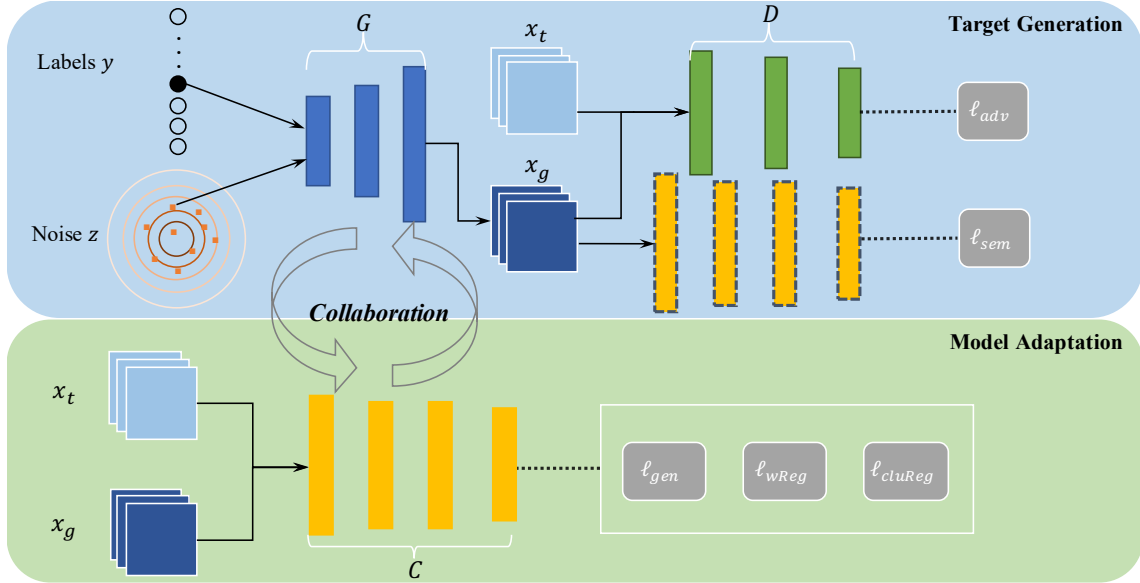 Target Generation
G
D
x_t
Labels y
ℓ_adv
x_g
Noise z
ℓ_sem
Collaboration
Model Adaptation
x_t
ℓ_gen
ℓ_wReg
ℓ_cluReg
x_g
C